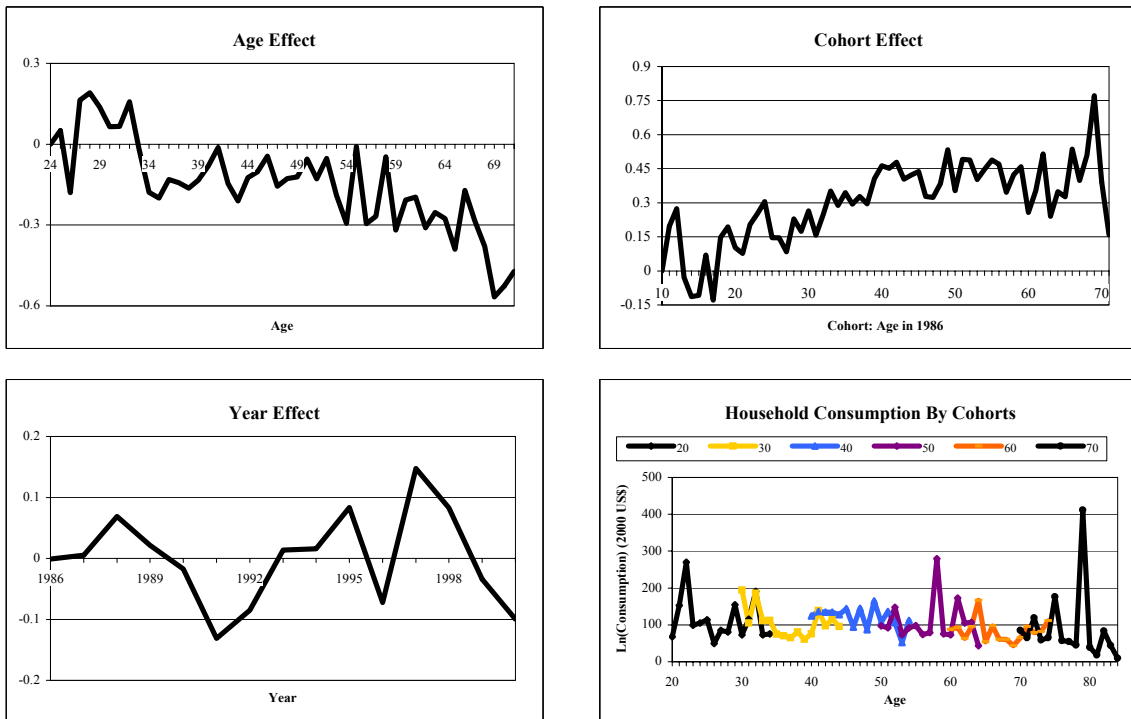 Age Effect
0.3
0
-0.3
-0.6
24 29 34 39 44 49 54 59 64 69
Age
Cohort Effect
0.9
0.75
0.6
0.45
0.3
0.15
0
-0.15
10 20 30 40 50 60 70
Cohort: Age in 1986
Year Effect
0.2
0.1
0
-0.1
-0.2
1986 1989 1992 1995 1998
Year
Household Consumption By Cohorts
20 30 40 50 60 70
Ln(Consumption) (2000 US$)
500
400
300
200
100
0
20 30 40 50 60 70 80
Age